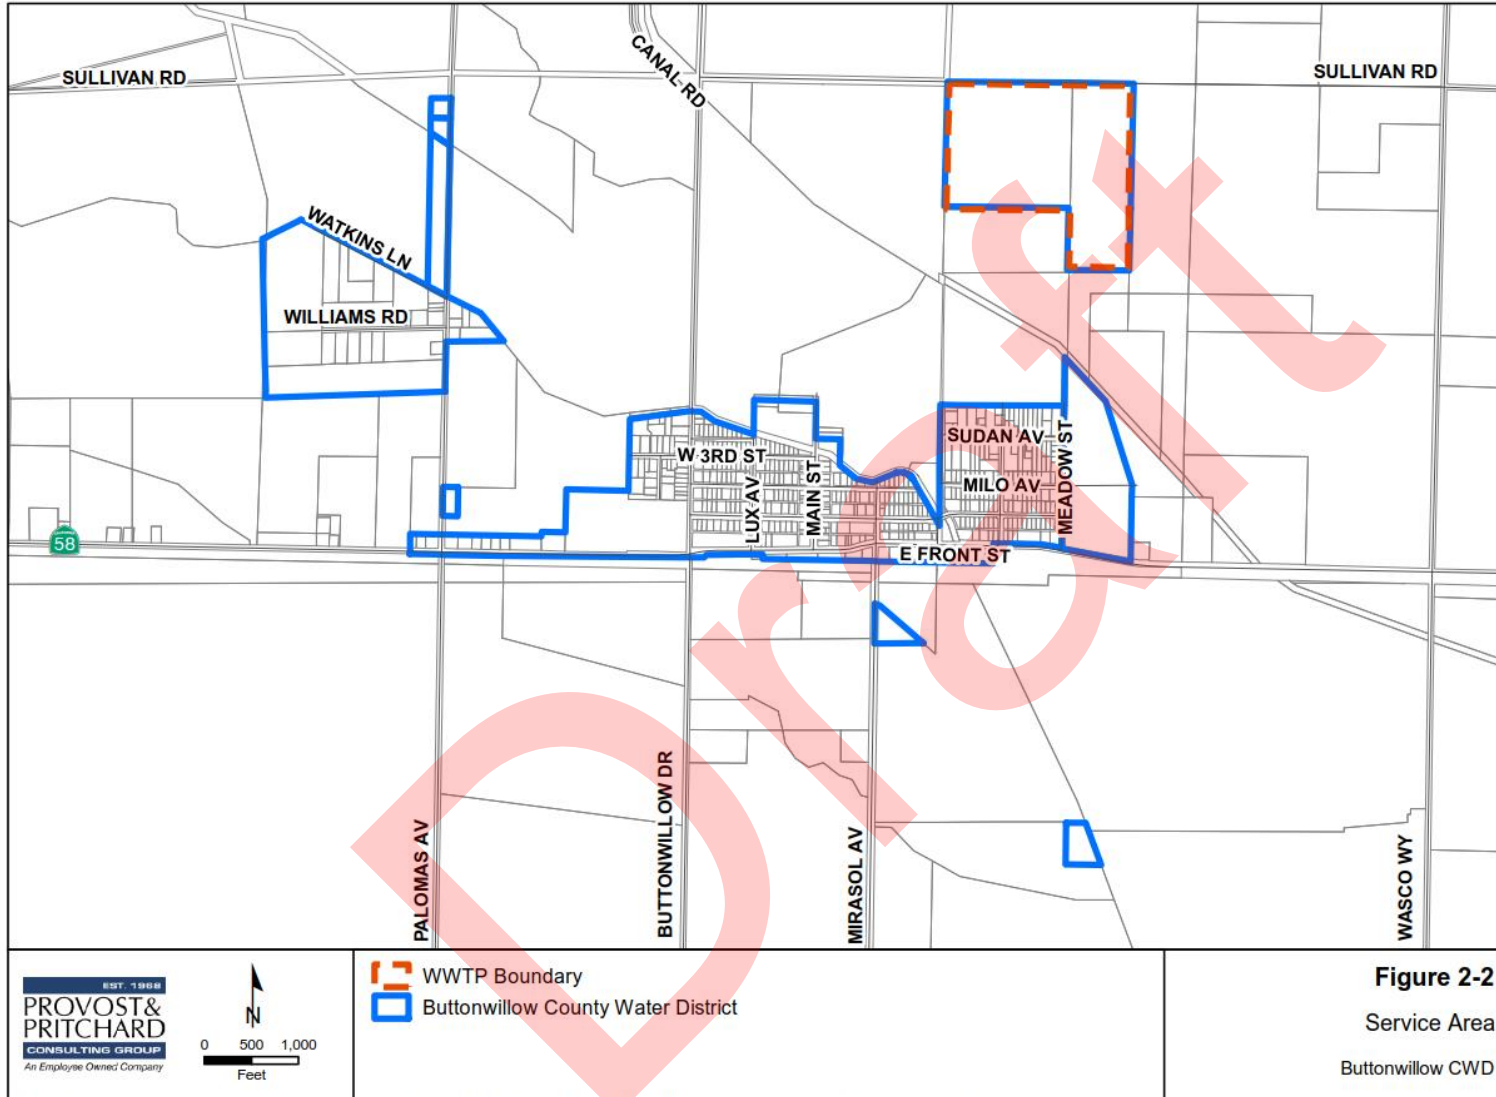 SULLIVAN RD
CANAL RD
SULLIVAN RD
WATKINS LN
WILLIAMS RD
SUDAN AV
W 3RD ST
MILO AV
LUX AV
MAIN ST
MEADOW ST
58
E FRONT ST
PALOMAS AV
BUTTONWILLOW DR
MIRASOL AV
WASCO WY
Draft
EST. 1968
PROVOST&
PRITCHARD
CONSULTING GROUP
An Employee Owned Company
N
0 500 1,000
Feet
WWTP Boundary
Buttonwillow County Water District
Figure 2-2
Service Area
Buttonwillow CWD